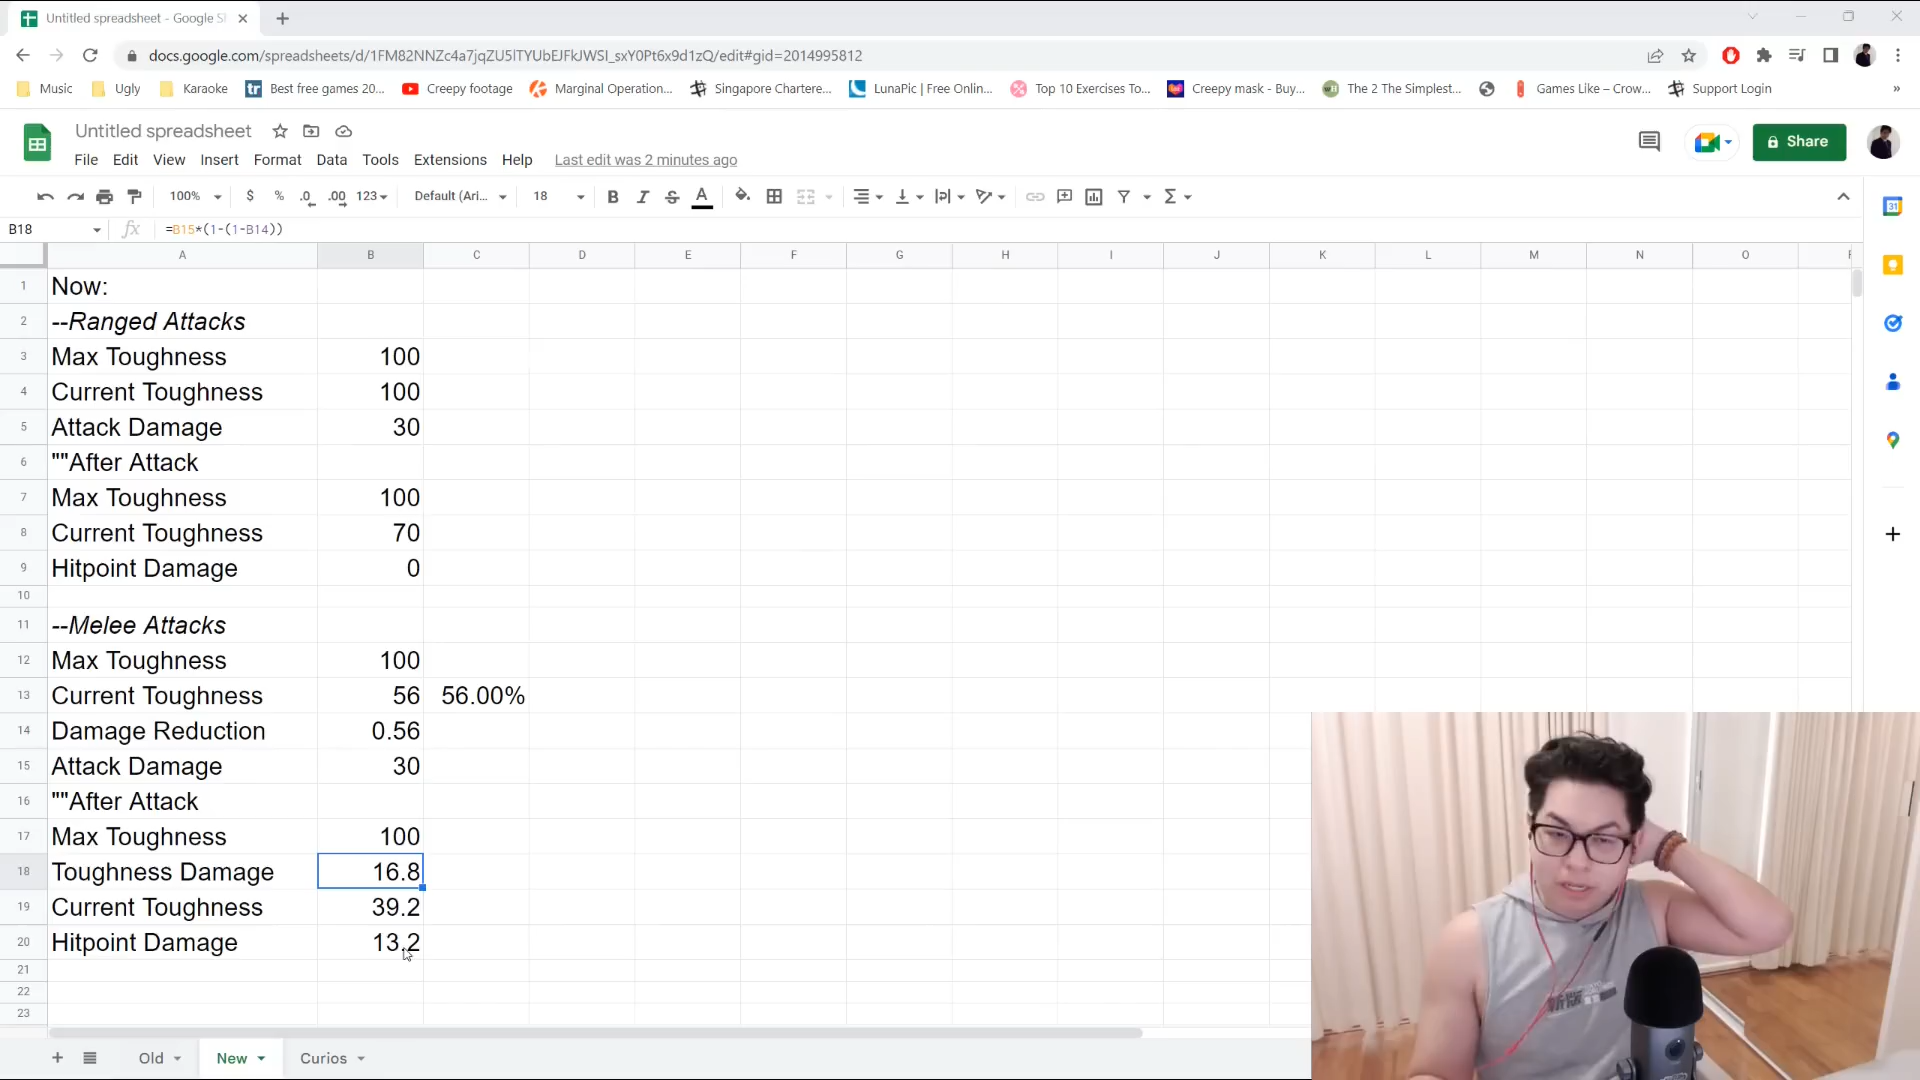 Untitled spreadsheet - Google S
docs.google.com/spreadsheets/d/1FM82NNZc4a7jqZU5lTYUbEJFkJWSl_sxY0Pt6x9d1zQ/edit#gid=2014995812
Music Ugly Karaoke tr Best free games 20... Creepy footage Marginal Operation... Singapore Chartere... LunaPic | Free Onlin... Top 10 Exercises To... Creepy mask - Buy... The 2 The Simplest... Games Like – Crow... Support Login »
Untitled spreadsheet
File Edit View Insert Format Data Tools Extensions Help Last edit was 2 minutes ago
Share
100% $ % .0 .00 123 Default (Ari... 18 B I S A Σ
B18 fx =B15*(1-(1-B14))
A B C D E F G H I J K L M N O
1 Now:
2 --Ranged Attacks
3 Max Toughness 100
4 Current Toughness 100
5 Attack Damage 30
6 ""After Attack
7 Max Toughness 100
8 Current Toughness 70
9 Hitpoint Damage 0
10
11 --Melee Attacks
12 Max Toughness 100
13 Current Toughness 56 56.00%
14 Damage Reduction 0.56
15 Attack Damage 30
16 ""After Attack
17 Max Toughness 100
18 Toughness Damage 16.8
19 Current Toughness 39.2
20 Hitpoint Damage 13.2
21
22
23
31
Old New Curios